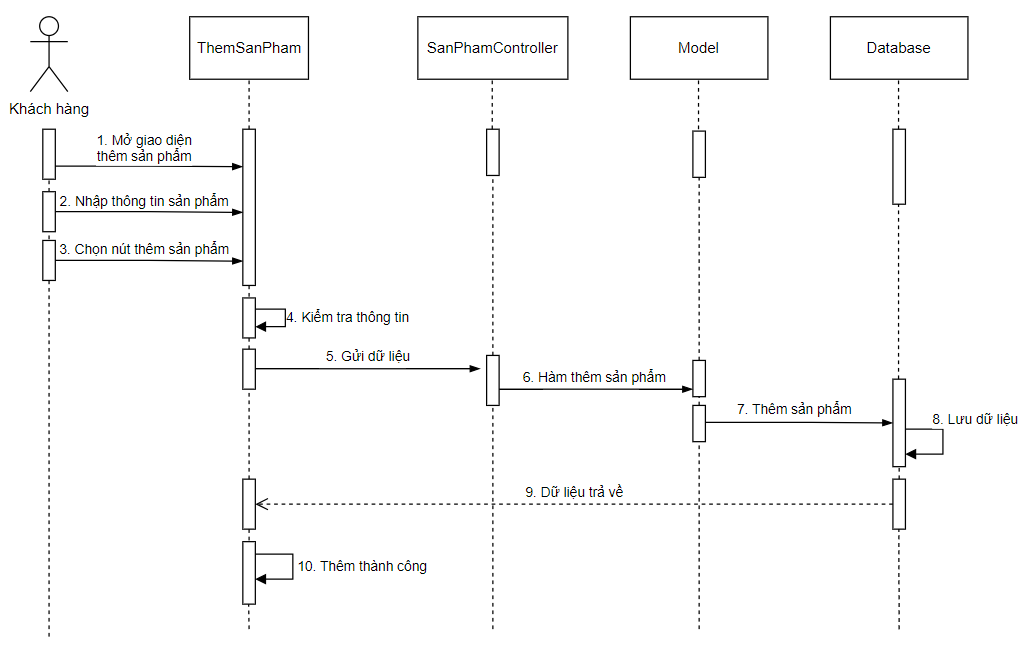 ThemSanPham
SanPhamController
Model
Database
Khách hàng
1. Mở giao diện
thêm sản phẩm
2. Nhập thông tin sản phẩm
3. Chọn nút thêm sản phẩm
4. Kiểm tra thông tin
5. Gửi dữ liệu
6. Hàm thêm sản phẩm
7. Thêm sản phẩm
8. Lưu dữ liệu
9. Dữ liệu trả về
10. Thêm thành công